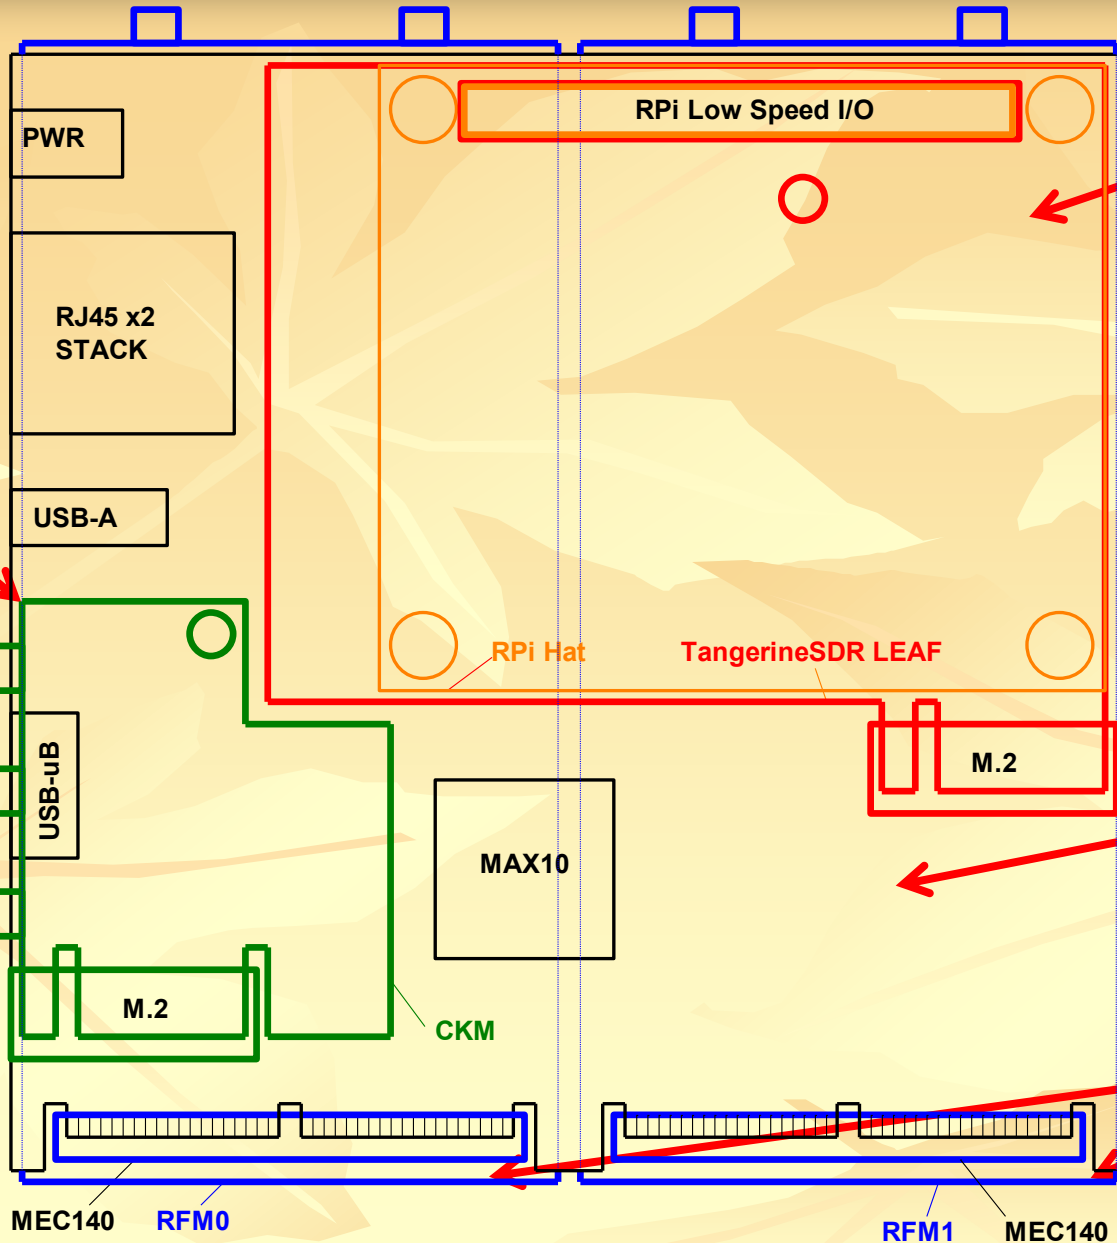 RPi Low Speed I/O
PWR
RJ45 x2
STACK
USB-A
RPi Hat
TangerineSDR LEAF
USB-uB
M.2
MAX10
M.2
CKM
MEC140
RFM0
RFM1
MEC140